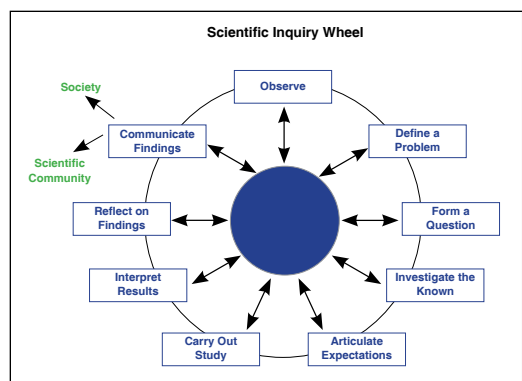 Scientific Inquiry Wheel
Observe
Define a
Problem
Form a
Question
Investigate the
Known
Articulate
Expectations
Carry Out
Study
Interpret
Results
Reflect on
Findings
Communicate
Findings
Society
Scientific
Community